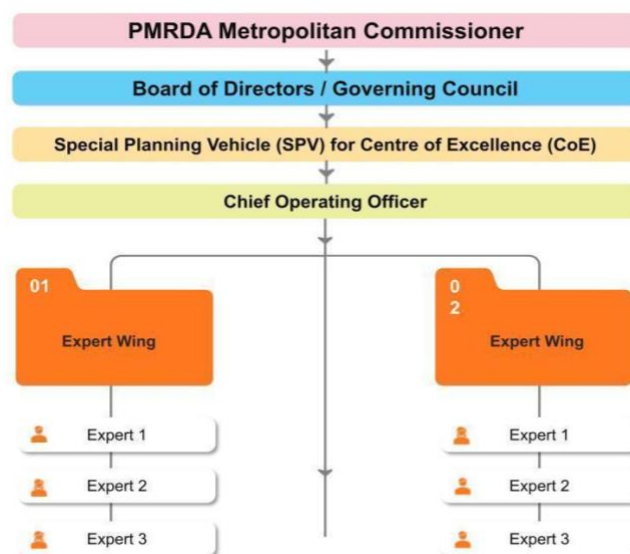 PMRDA Metropolitan Commissioner
Board of Directors / Governing Council
Special Planning Vehicle (SPV) for Centre of Excellence (CoE)
Chief Operating Officer
01
Expert Wing
Expert 1
Expert 2
Expert 3
0
2
Expert Wing
Expert 1
Expert 2
Expert 3